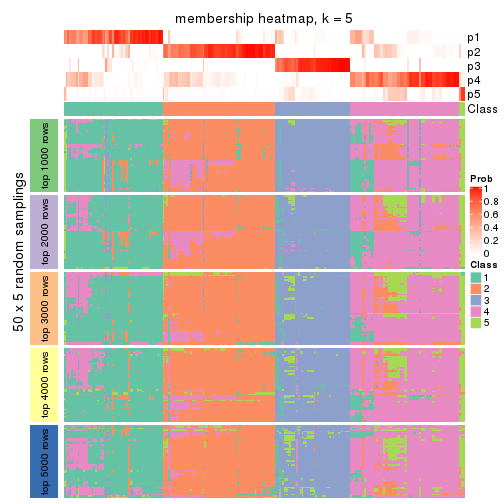 membership heatmap, k = 5
p1
p2
p3
p4
p5
Class
50 x 5 random samplings
top 1000 rows
top 2000 rows
top 3000 rows
top 4000 rows
top 5000 rows
Prob
1
0.8
0.6
0.4
0.2
0
Class
1
2
3
4
5